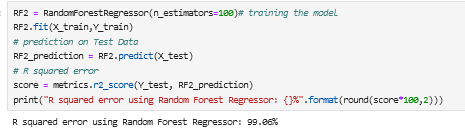 RF2 = RandomForestRegressor(n_estimators=100)# training the model
RF2.fit(X_train,Y_train)
# prediction on Test Data
RF2_prediction = RF2.predict(X_test)
# R squared error
score = metrics.r2_score(Y_test, RF2_prediction)
print("R squared error using Random Forest Regressor: {}%".format(round(score*100,2)))
R squared error using Random Forest Regressor: 99.06%